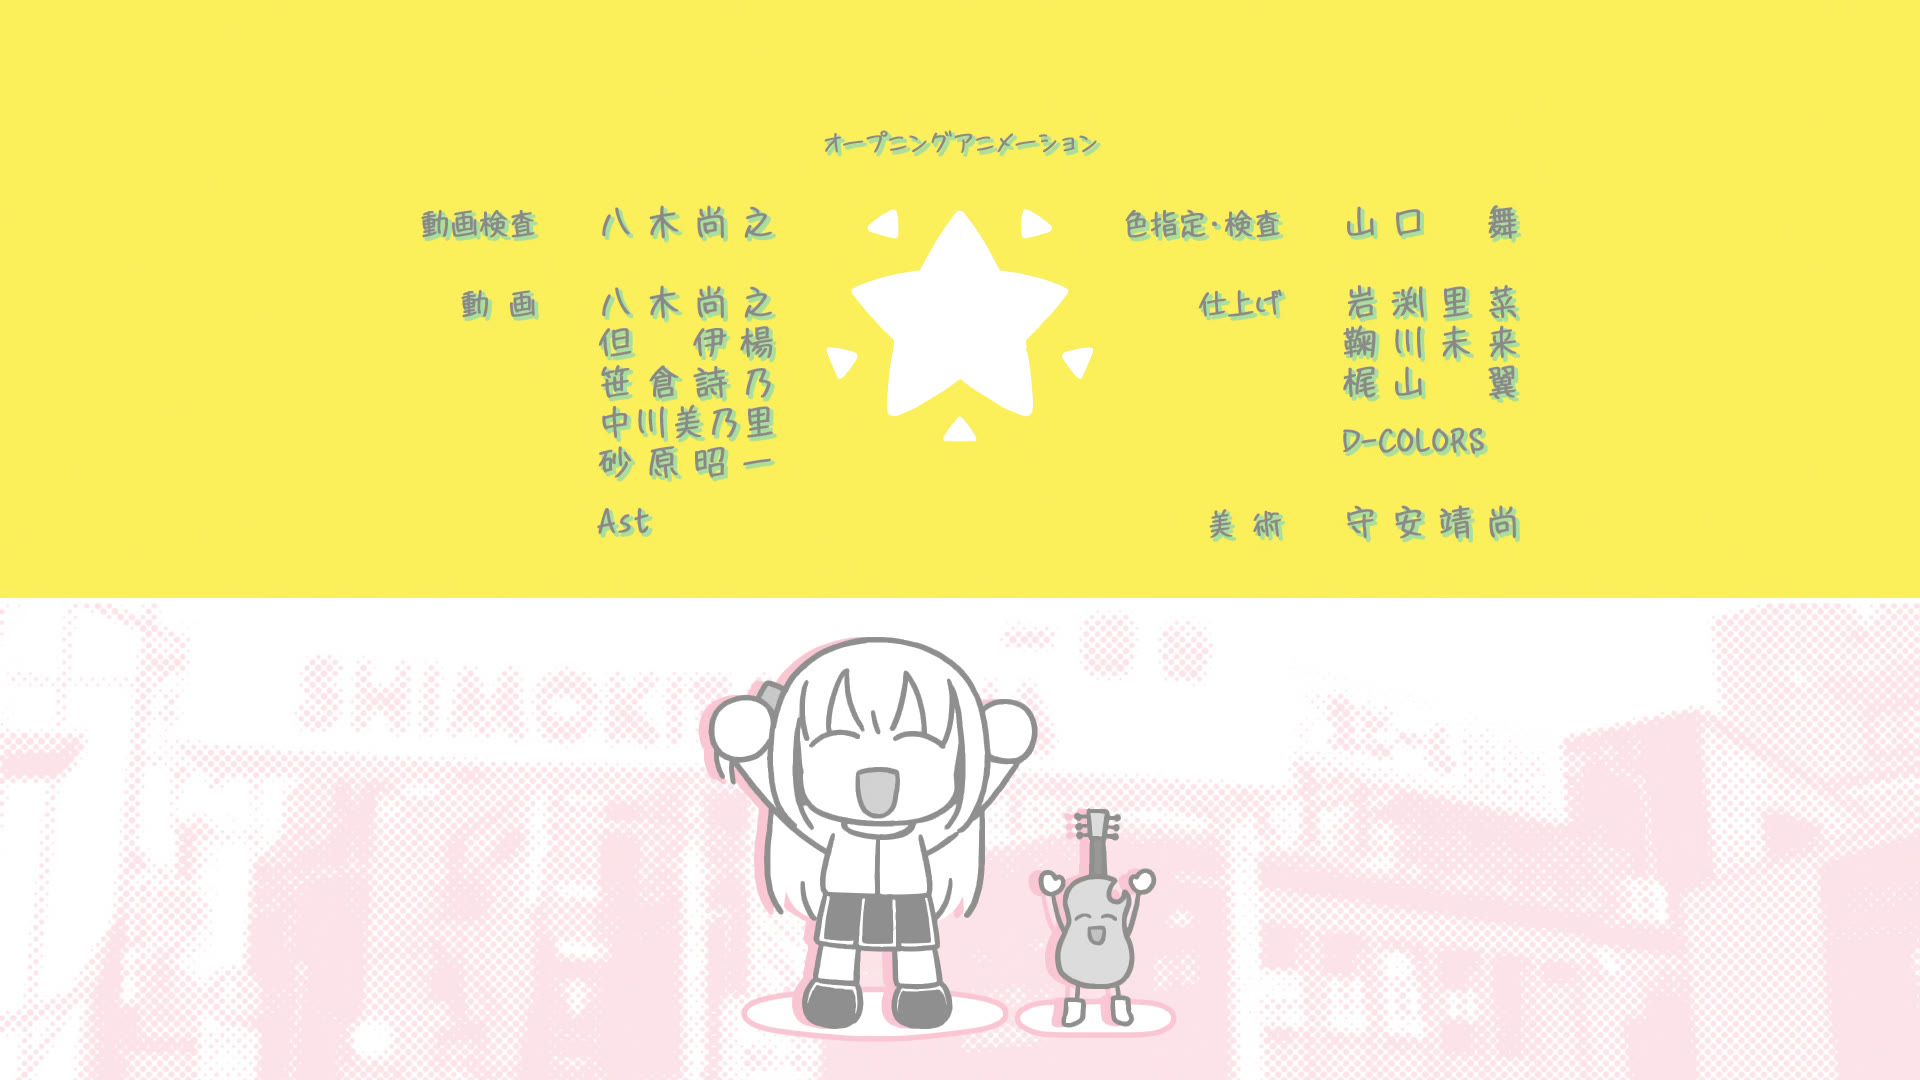 オープニングアニメーション
動画検査 八木尚之
動画 八木尚之
但 伊楊
笹倉詩乃
中川美乃里
砂原昭一
Ast
色指定・検査 山口 舞
仕上げ 岩渕里菜
鞠川未来
梶山 翼
D-COLORS
美術 守安靖尚
SHIMOKIT